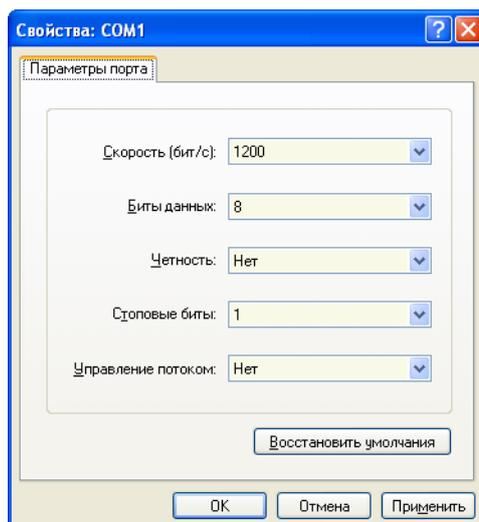 Свойства: COM1
?
Параметры порта
Скорость (бит/с): 1200
Биты данных: 8
Четность: Нет
Стоповые биты: 1
Управление потоком: Нет
Восстановить умолчания
OK Отмена Применить